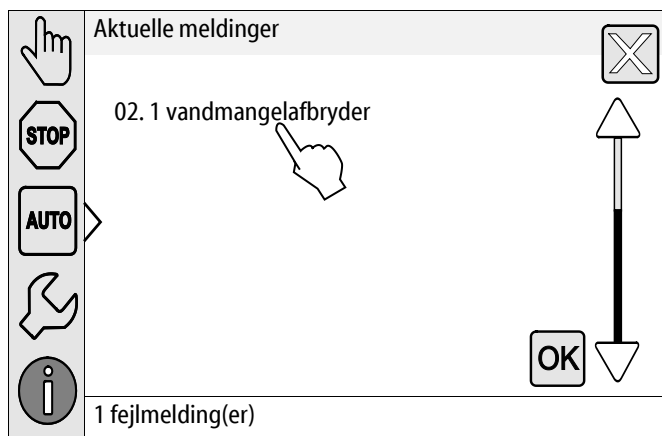 Aktuelle meldinger
STOP
02. 1 vandmangelafbryder
AUTO
OK
1 fejlmelding(er)